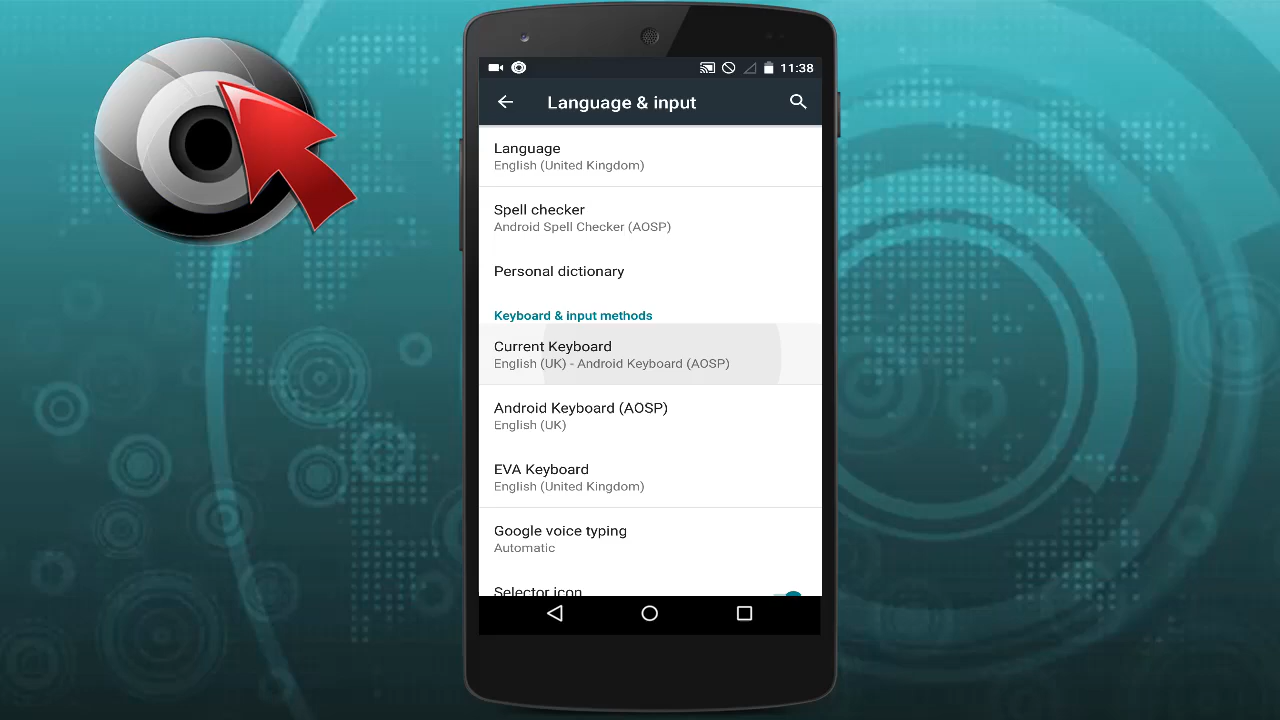 11:38
Language & input
Language
English (United Kingdom)
Spell checker
Android Spell Checker (AOSP)
Personal dictionary
Keyboard & input methods
Current Keyboard
English (UK) - Android Keyboard (AOSP)
Android Keyboard (AOSP)
English (UK)
EVA Keyboard
English (United Kingdom)
Google voice typing
Automatic
Selector icon